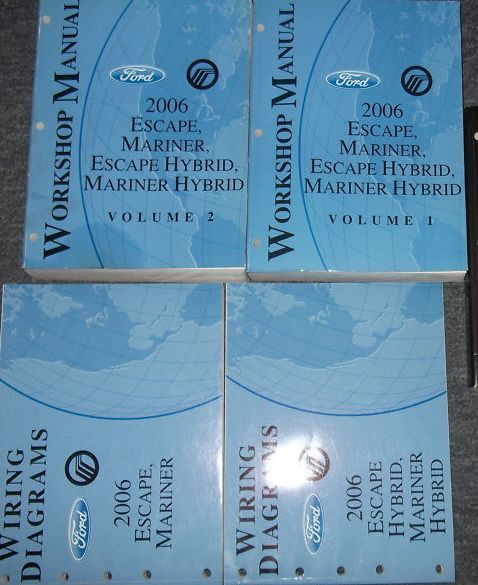 WORKSHOP MANUAL
Ford
2006
ESCAPE,
MARINER,
ESCAPE HYBRID,
MARINER HYBRID
VOLUME 2
WORKSHOP MANUAL
Ford
2006
ESCAPE,
MARINER,
ESCAPE HYBRID,
MARINER HYBRID
VOLUME 1
WIRING
DIAGRAMS
Ford
2006
ESCAPE,
MARINER
WIRING
DIAGRAMS
Ford
2006
ESCAPE
HYBRID,
MARINER
HYBRID